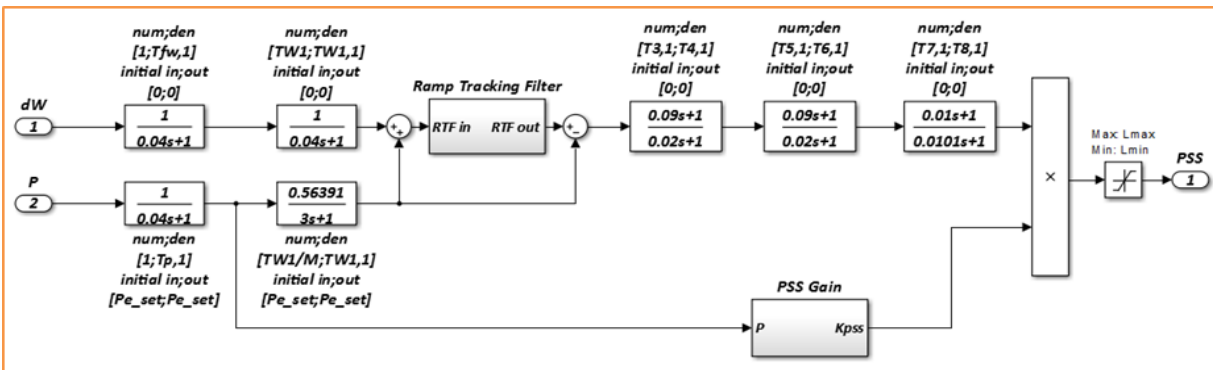 num;den
[1;Tfw,1]
initial in;out
[0;0]
num;den
[TW1;TW1,1]
initial in;out
[0;0]
num;den
[T3,1;T4,1]
initial in;out
[0;0]
num;den
[T5,1;T6,1]
initial in;out
[0;0]
num;den
[T7,1;T8,1]
initial in;out
[0;0]
dW
1
1
0.04s+1
1
0.04s+1
+
+
Ramp Tracking Filter
RTF in RTF out
+
-
0.09s+1
0.02s+1
0.09s+1
0.02s+1
0.01s+1
0.0101s+1
×
Max: Lmax
Min: Lmin
PSS
1
P
2
1
0.04s+1
0.56391
3s+1
num;den
[1;Tp,1]
initial in;out
[Pe_set;Pe_set]
num;den
[TW1/M;TW1,1]
initial in;out
[Pe_set;Pe_set]
PSS Gain
P Kpss